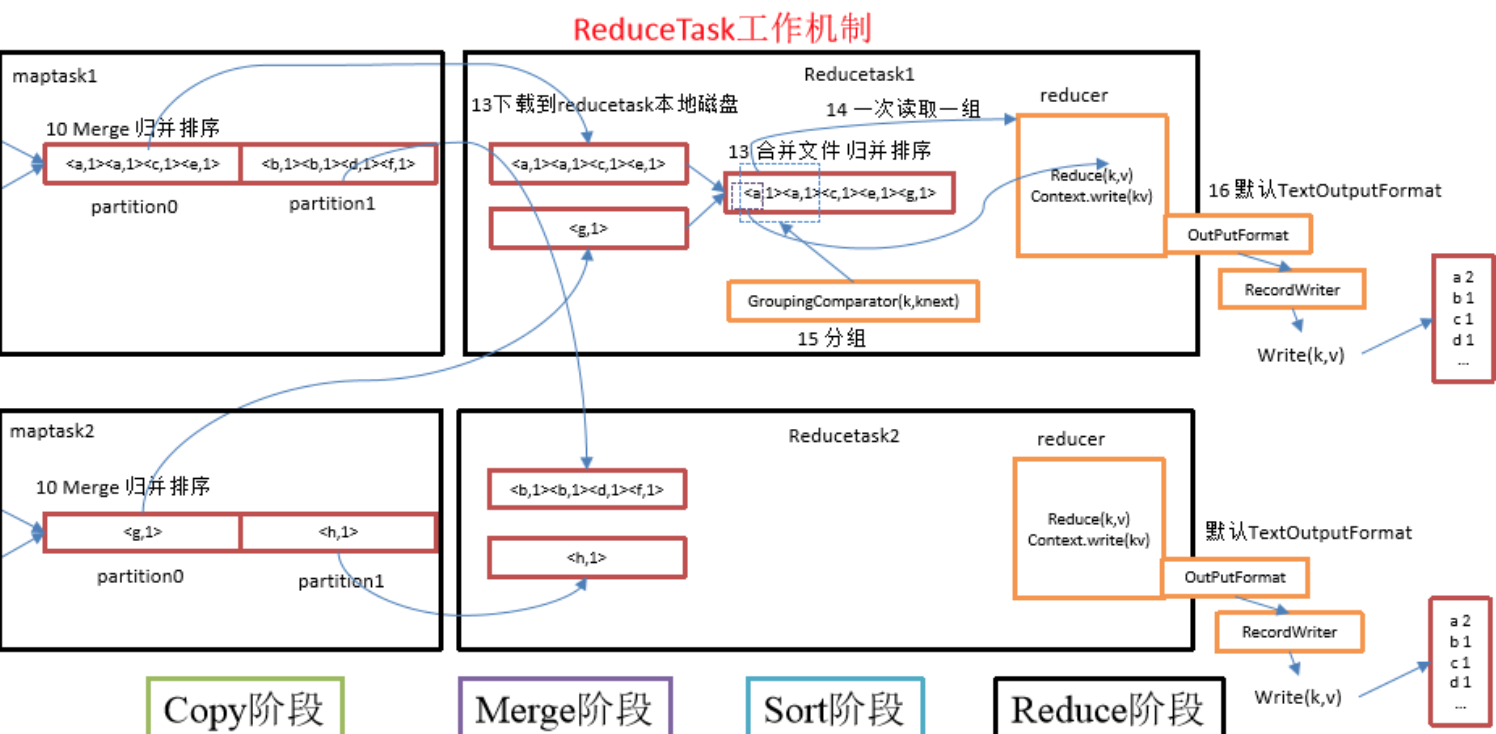 ReduceTask工作机制
maptask1
10 Merge 归并排序
<a,1><a,1><c,1><e,1>
<b,1><b,1><d,1><f,1>
partition0
partition1
Reducetask1
13下载到reducetask本地磁盘
<a,1><a,1><c,1><e,1>
<g,1>
14 一次读取一组
13 合并文件 归并排序
<a,1><a,1><c,1><e,1><g,1>
GroupingComparator(k,knext)
15 分组
reducer
Reduce(k,v)
Context.write(kv)
16 默认TextOutputFormat
OutPutFormat
RecordWriter
Write(k,v)
a 2
b 1
c 1
d 1
...
maptask2
10 Merge 归并排序
<g,1>
<h,1>
partition0
partition1
Reducetask2
<b,1><b,1><d,1><f,1>
<h,1>
reducer
Reduce(k,v)
Context.write(kv)
默认TextOutputFormat
OutPutFormat
RecordWriter
Write(k,v)
a 2
b 1
c 1
d 1
...
Copy阶段
Merge阶段
Sort阶段
Reduce阶段